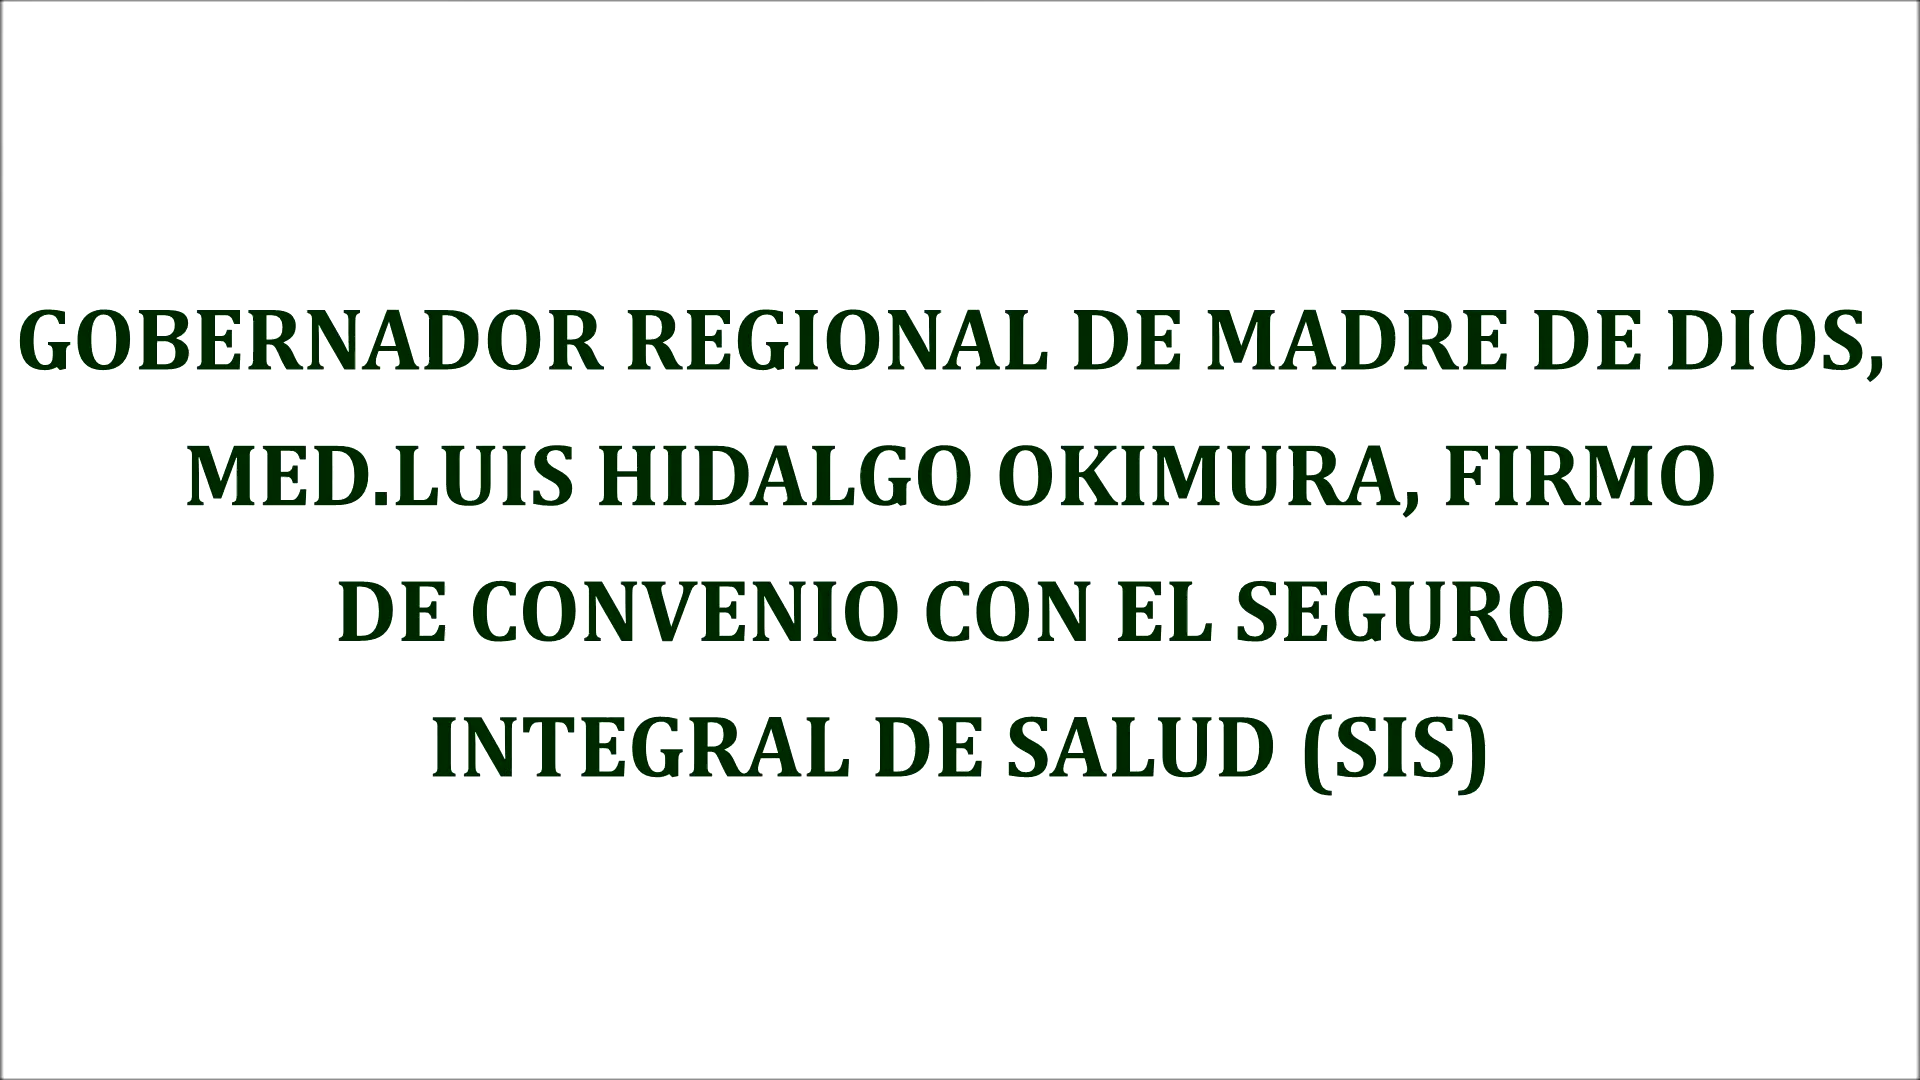 GOBERNADOR REGIONAL DE MADRE DE DIOS,
MED.LUIS HIDALGO OKIMURA, FIRMO
DE CONVENIO CON EL SEGURO
INTEGRAL DE SALUD (SIS)